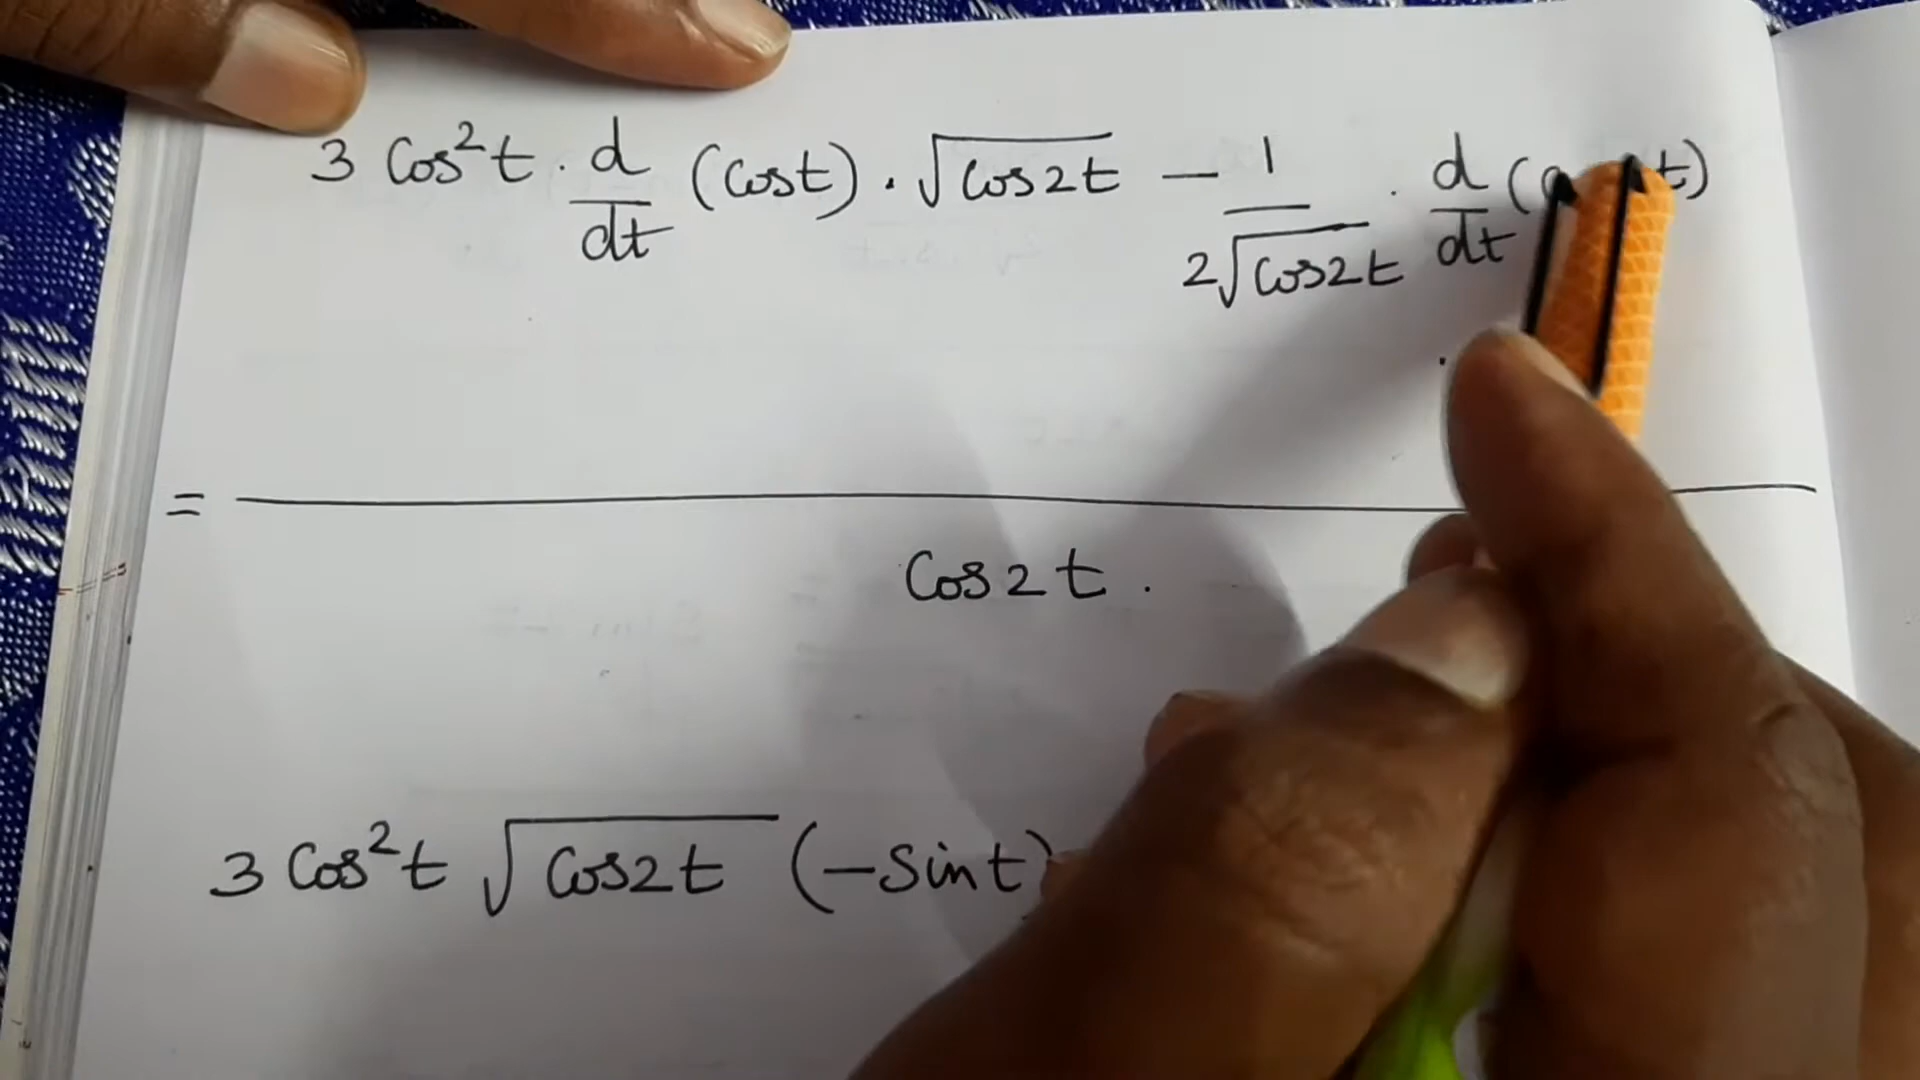 3 Cos²t · d/dt (Cost) · √Cos2t − 1/2√Cos2t · d/dt ( t)
= ―
Cos2t .
3 Cos²t √Cos2t (−Sint)